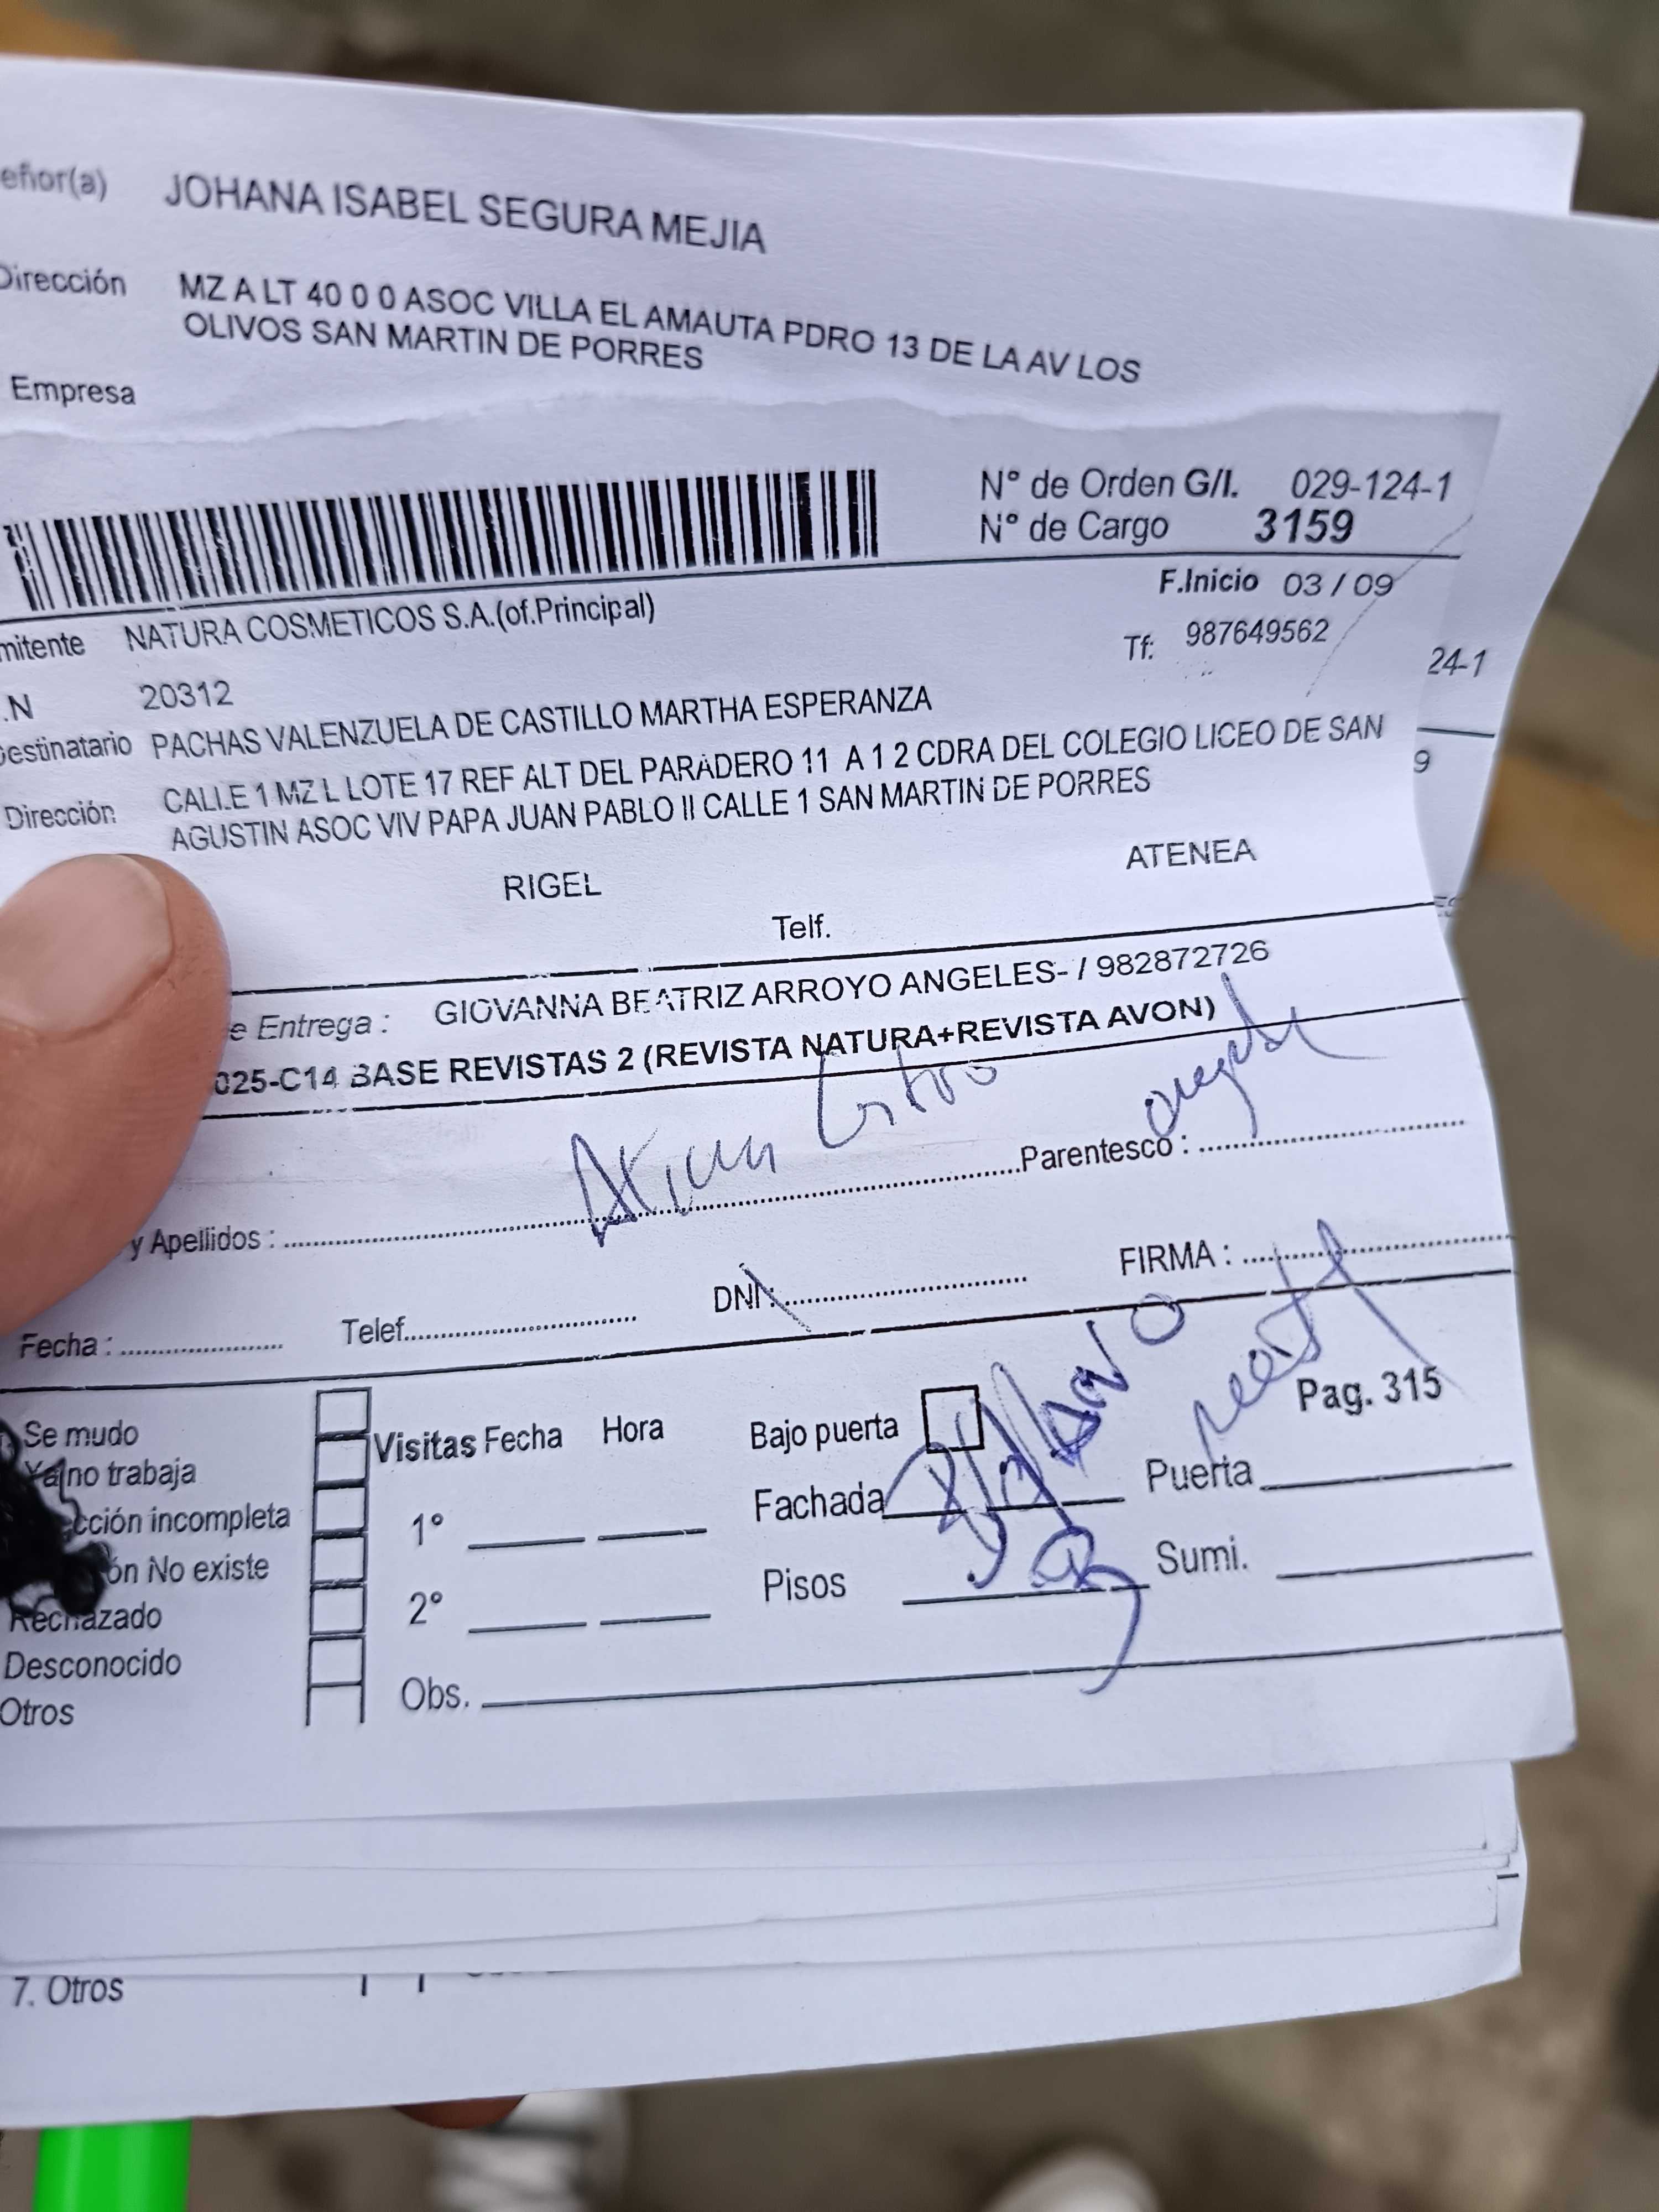 eñor(a) JOHANA ISABEL SEGURA MEJIA
Dirección MZ A LT 40 0 0 ASOC VILLA EL AMAUTA PDRO 13 DE LA AV LOS
OLIVOS SAN MARTIN DE PORRES
Empresa
N° de Orden G/I. 029-124-1
N° de Cargo 3159
F.Inicio 03 / 09
mitente NATURA COSMETICOS S.A.(of.Principal)
Tf: 987649562
24-1
.N 20312
Destinatario PACHAS VALENZUELA DE CASTILLO MARTHA ESPERANZA
9
Dirección CALLE 1 MZ L LOTE 17 REF ALT DEL PARADERO 11 A 1 2 CDRA DEL COLEGIO LICEO DE SAN
AGUSTIN ASOC VIV PAPA JUAN PABLO II CALLE 1 SAN MARTIN DE PORRES
RIGEL ATENEA
Telf.
e Entrega : GIOVANNA BEATRIZ ARROYO ANGELES- / 982872726
025-C14 BASE REVISTAS 2 (REVISTA NATURA+REVISTA AVON)
y Apellidos : Parentesco :
Fecha : Telef. DNI: FIRMA :
Pag. 315
Se mudo Visitas Fecha Hora Bajo puerta
Ya no trabaja
cción incompleta 1° Fachada Puerta
ón No existe
Rechazado 2° Pisos Sumi.
Desconocido
Otros Obs.
7. Otros